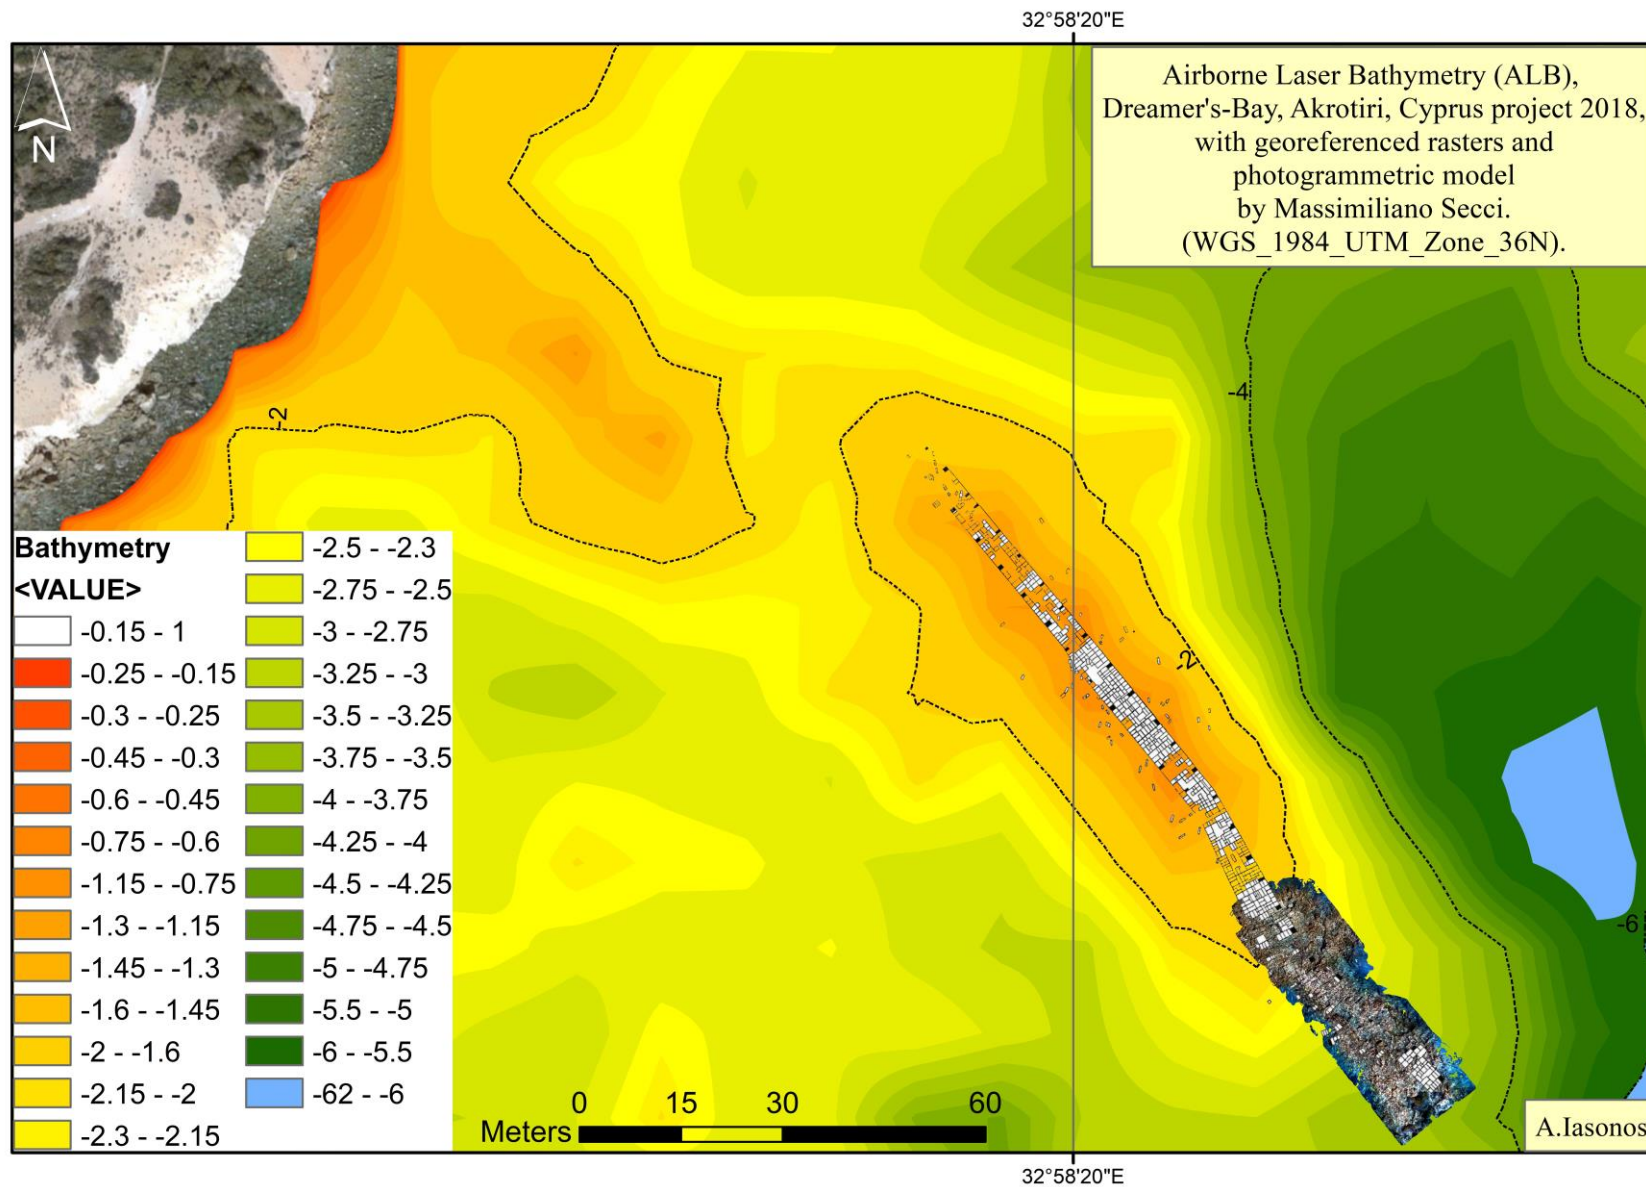 32°58'20"E
Airborne Laser Bathymetry (ALB),
Dreamer's-Bay, Akrotiri, Cyprus project 2018,
with georeferenced rasters and
photogrammetric model
by Massimiliano Secci.
(WGS_1984_UTM_Zone_36N).
N
-4
-2
-2
-6
Bathymetry
<VALUE>
-0.15 - 1
-0.25 - -0.15
-0.3 - -0.25
-0.45 - -0.3
-0.6 - -0.45
-0.75 - -0.6
-1.15 - -0.75
-1.3 - -1.15
-1.45 - -1.3
-1.6 - -1.45
-2 - -1.6
-2.15 - -2
-2.3 - -2.15
-2.5 - -2.3
-2.75 - -2.5
-3 - -2.75
-3.25 - -3
-3.5 - -3.25
-3.75 - -3.5
-4 - -3.75
-4.25 - -4
-4.5 - -4.25
-4.75 - -4.5
-5 - -4.75
-5.5 - -5
-6 - -5.5
-62 - -6
0 15 30 60
Meters
A.Iasonos
32°58'20"E